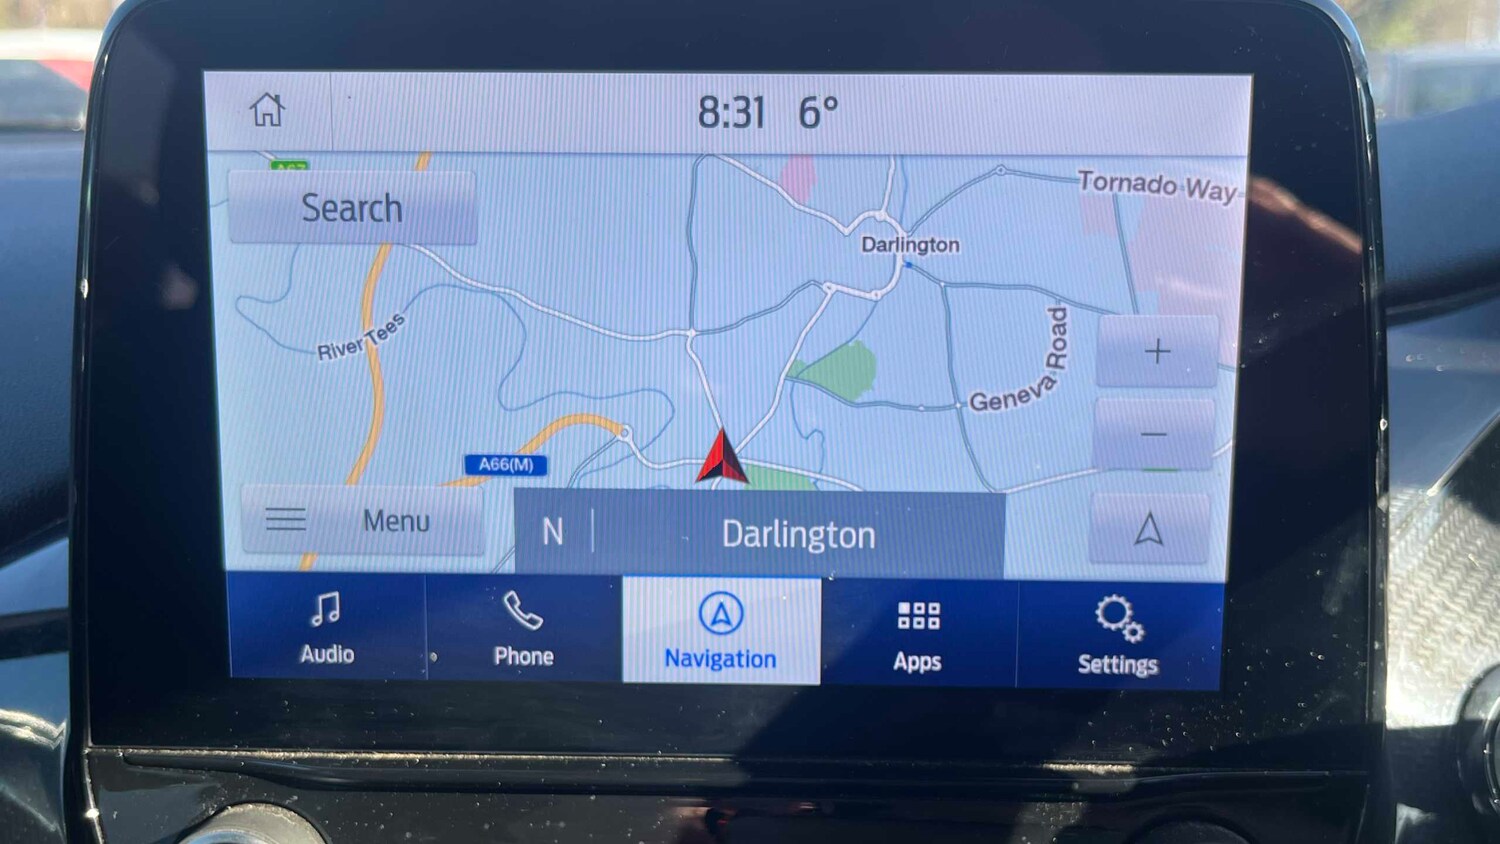 8:31 6°
A67
Search
Tornado Way
Darlington
River Tees
Geneva Road
+
−
A66(M)
Menu
N
Darlington
Audio
Phone
Navigation
Apps
Settings